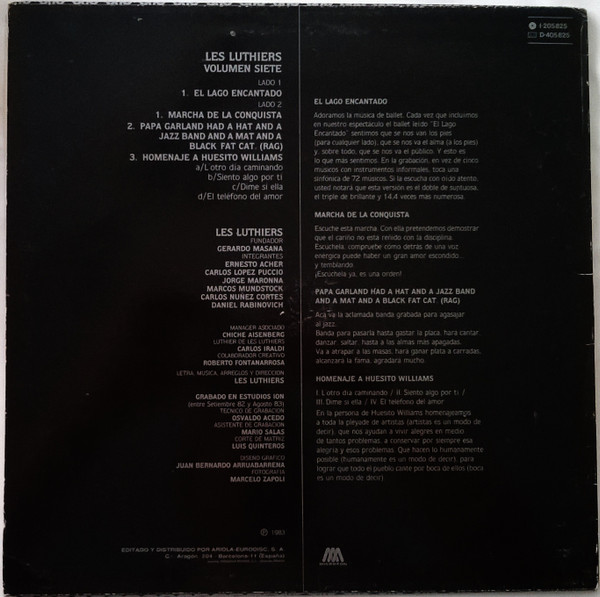 I-205825
D-405825
LES LUTHIERS
VOLUMEN SIETE
LADO 1
1. EL LAGO ENCANTADO
LADO 2
1. MARCHA DE LA CONQUISTA
2. PAPA GARLAND HAD A HAT AND A
JAZZ BAND AND A MAT AND A
BLACK FAT CAT. (RAG)
3. HOMENAJE A HUESITO WILLIAMS
a/L'otro día caminando
b/Siento algo por ti
c/Dime si ella
d/El teléfono del amor
LES LUTHIERS
FUNDADOR
GERARDO MASANA
INTEGRANTES
ERNESTO ACHER
CARLOS LOPEZ PUCCIO
JORGE MARONNA
MARCOS MUNDSTOCK
CARLOS NUÑEZ CORTES
DANIEL RABINOVICH
MANAGER ASOCIADO
CHICHE AISENBERG
LUTHIER DE LES LUTHIERS
CARLOS IRALDI
COLABORADOR CREATIVO
ROBERTO FONTANARROSA
LETRA, MUSICA, ARREGLOS Y DIRECCION
LES LUTHIERS
GRABADO EN ESTUDIOS ION
(entre Setiembre 82 y Agosto 83)
TECNICO DE GRABACION
OSVALDO ACEDO
ASISTENTE DE GRABACION
MARIO SALAS
CORTE DE MATRIZ
LUIS QUINTEROS
DISEÑO GRAFICO
JUAN BERNARDO ARRUABARRENA
FOTOGRAFIA
MARCELO ZAPOLI
℗ 1983
EDITADO Y DISTRIBUIDO POR ARIOLA-EURODISC, S. A.
C. Aragón, 204 - Barcelona-11 (España)
EL LAGO ENCANTADO
Adoramos la música de ballet. Cada vez que incluimos
en nuestro espectáculo el ballet leído "El Lago
Encantado" sentimos que se nos van los pies
(para cualquier lado), que se nos va el alma (a los pies)
y, sobre todo, que se nos va el público. Y esto es
lo que más sentimos. En la grabación, en vez de cinco
músicos con instrumentos informales, toca una
sinfónica de 72 músicos. Si la escucha con oído atento,
usted notará que esta versión es el doble de suntuosa,
el triple de brillante y 14,4 veces más numerosa.
MARCHA DE LA CONQUISTA
Escuche esta marcha. Con ella pretendemos demostrar
que el cariño no está reñido con la disciplina.
Escúchela, compruebe como detrás de una voz
enérgica puede haber un gran amor escondido...
y temblando.
¡Escúchela ya, es una orden!
PAPA GARLAND HAD A HAT AND A JAZZ BAND
AND A MAT AND A BLACK FAT CAT. (RAG)
Acá va la aclamada banda grabada para agasajar
al jazz.
Banda para pasarla hasta gastar la placa, hará cantar,
danzar, saltar, hasta a las almas más apagadas.
Va a atrapar a las masas, hará ganar plata a carradas,
alcanzará la fama, agradará mucho.
HOMENAJE A HUESITO WILLIAMS
I. L'otro día caminando / II. Siento algo por ti /
III. Dime si ella / IV. El teléfono del amor
En la persona de Huesito Williams homenajeamos
a toda la pléyade de artistas (artistas es un modo de
decir), que nos ayudan a vivir alegres en medio
de tantos problemas, a conservar por siempre esa
alegría y esos problemas. Que hacen lo humanamente
posible (humanamente es un modo de decir), para
lograr que todo el pueblo cante por boca de ellos (boca
es un modo de decir).